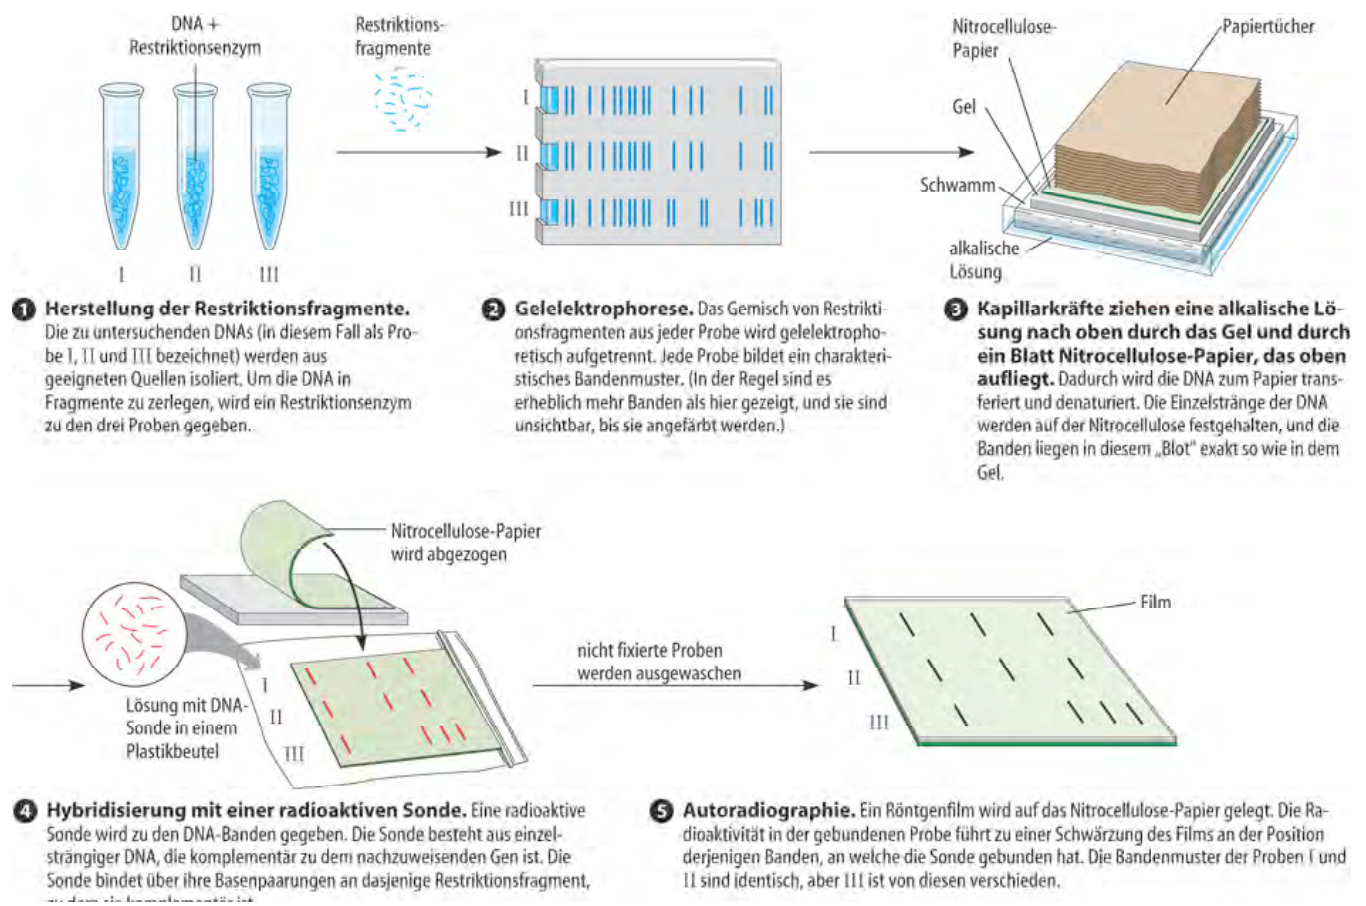 DNA +
Restriktionsenzym
Restriktions-
fragmente
Nitrocellulose-
Papier
Papiertücher
Gel
Schwamm
alkalische
Lösung
I
II
III
I
II
III
1 Herstellung der Restriktionsfragmente.
Die zu untersuchenden DNAs (in diesem Fall als Pro-
be I, II und III bezeichnet) werden aus
geeigneten Quellen isoliert. Um die DNA in
Fragmente zu zerlegen, wird ein Restriktionsenzym
zu den drei Proben gegeben.
2 Gelelektrophorese. Das Gemisch von Restrikti-
onsfragmenten aus jeder Probe wird gelelektropho-
retisch aufgetrennt. Jede Probe bildet ein charakteri-
stisches Bandenmuster. (In der Regel sind es
erheblich mehr Banden als hier gezeigt, und sie sind
unsichtbar, bis sie angefärbt werden.)
3 Kapillarkräfte ziehen eine alkalische Lö-
sung nach oben durch das Gel und durch
ein Blatt Nitrocellulose-Papier, das oben
aufliegt. Dadurch wird die DNA zum Papier trans-
feriert und denaturiert. Die Einzelstränge der DNA
werden auf der Nitrocellulose festgehalten, und die
Banden liegen in diesem „Blot“ exakt so wie in dem
Gel.
Nitrocellulose-Papier
wird abgezogen
Lösung mit DNA-
Sonde in einem
Plastikbeutel
I
II
III
nicht fixierte Proben
werden ausgewaschen
Film
I
II
III
4 Hybridisierung mit einer radioaktiven Sonde. Eine radioaktive
Sonde wird zu den DNA-Banden gegeben. Die Sonde besteht aus einzel-
strängiger DNA, die komplementär zu dem nachzuweisenden Gen ist. Die
Sonde bindet über ihre Basenpaarungen an dasjenige Restriktionsfragment,
5 Autoradiographie. Ein Röntgenfilm wird auf das Nitrocellulose-Papier gelegt. Die Ra-
dioaktivität in der gebundenen Probe führt zu einer Schwärzung des Films an der Position
derjenigen Banden, an welche die Sonde gebunden hat. Die Bandenmuster der Proben I und
II sind identisch, aber III ist von diesen verschieden.